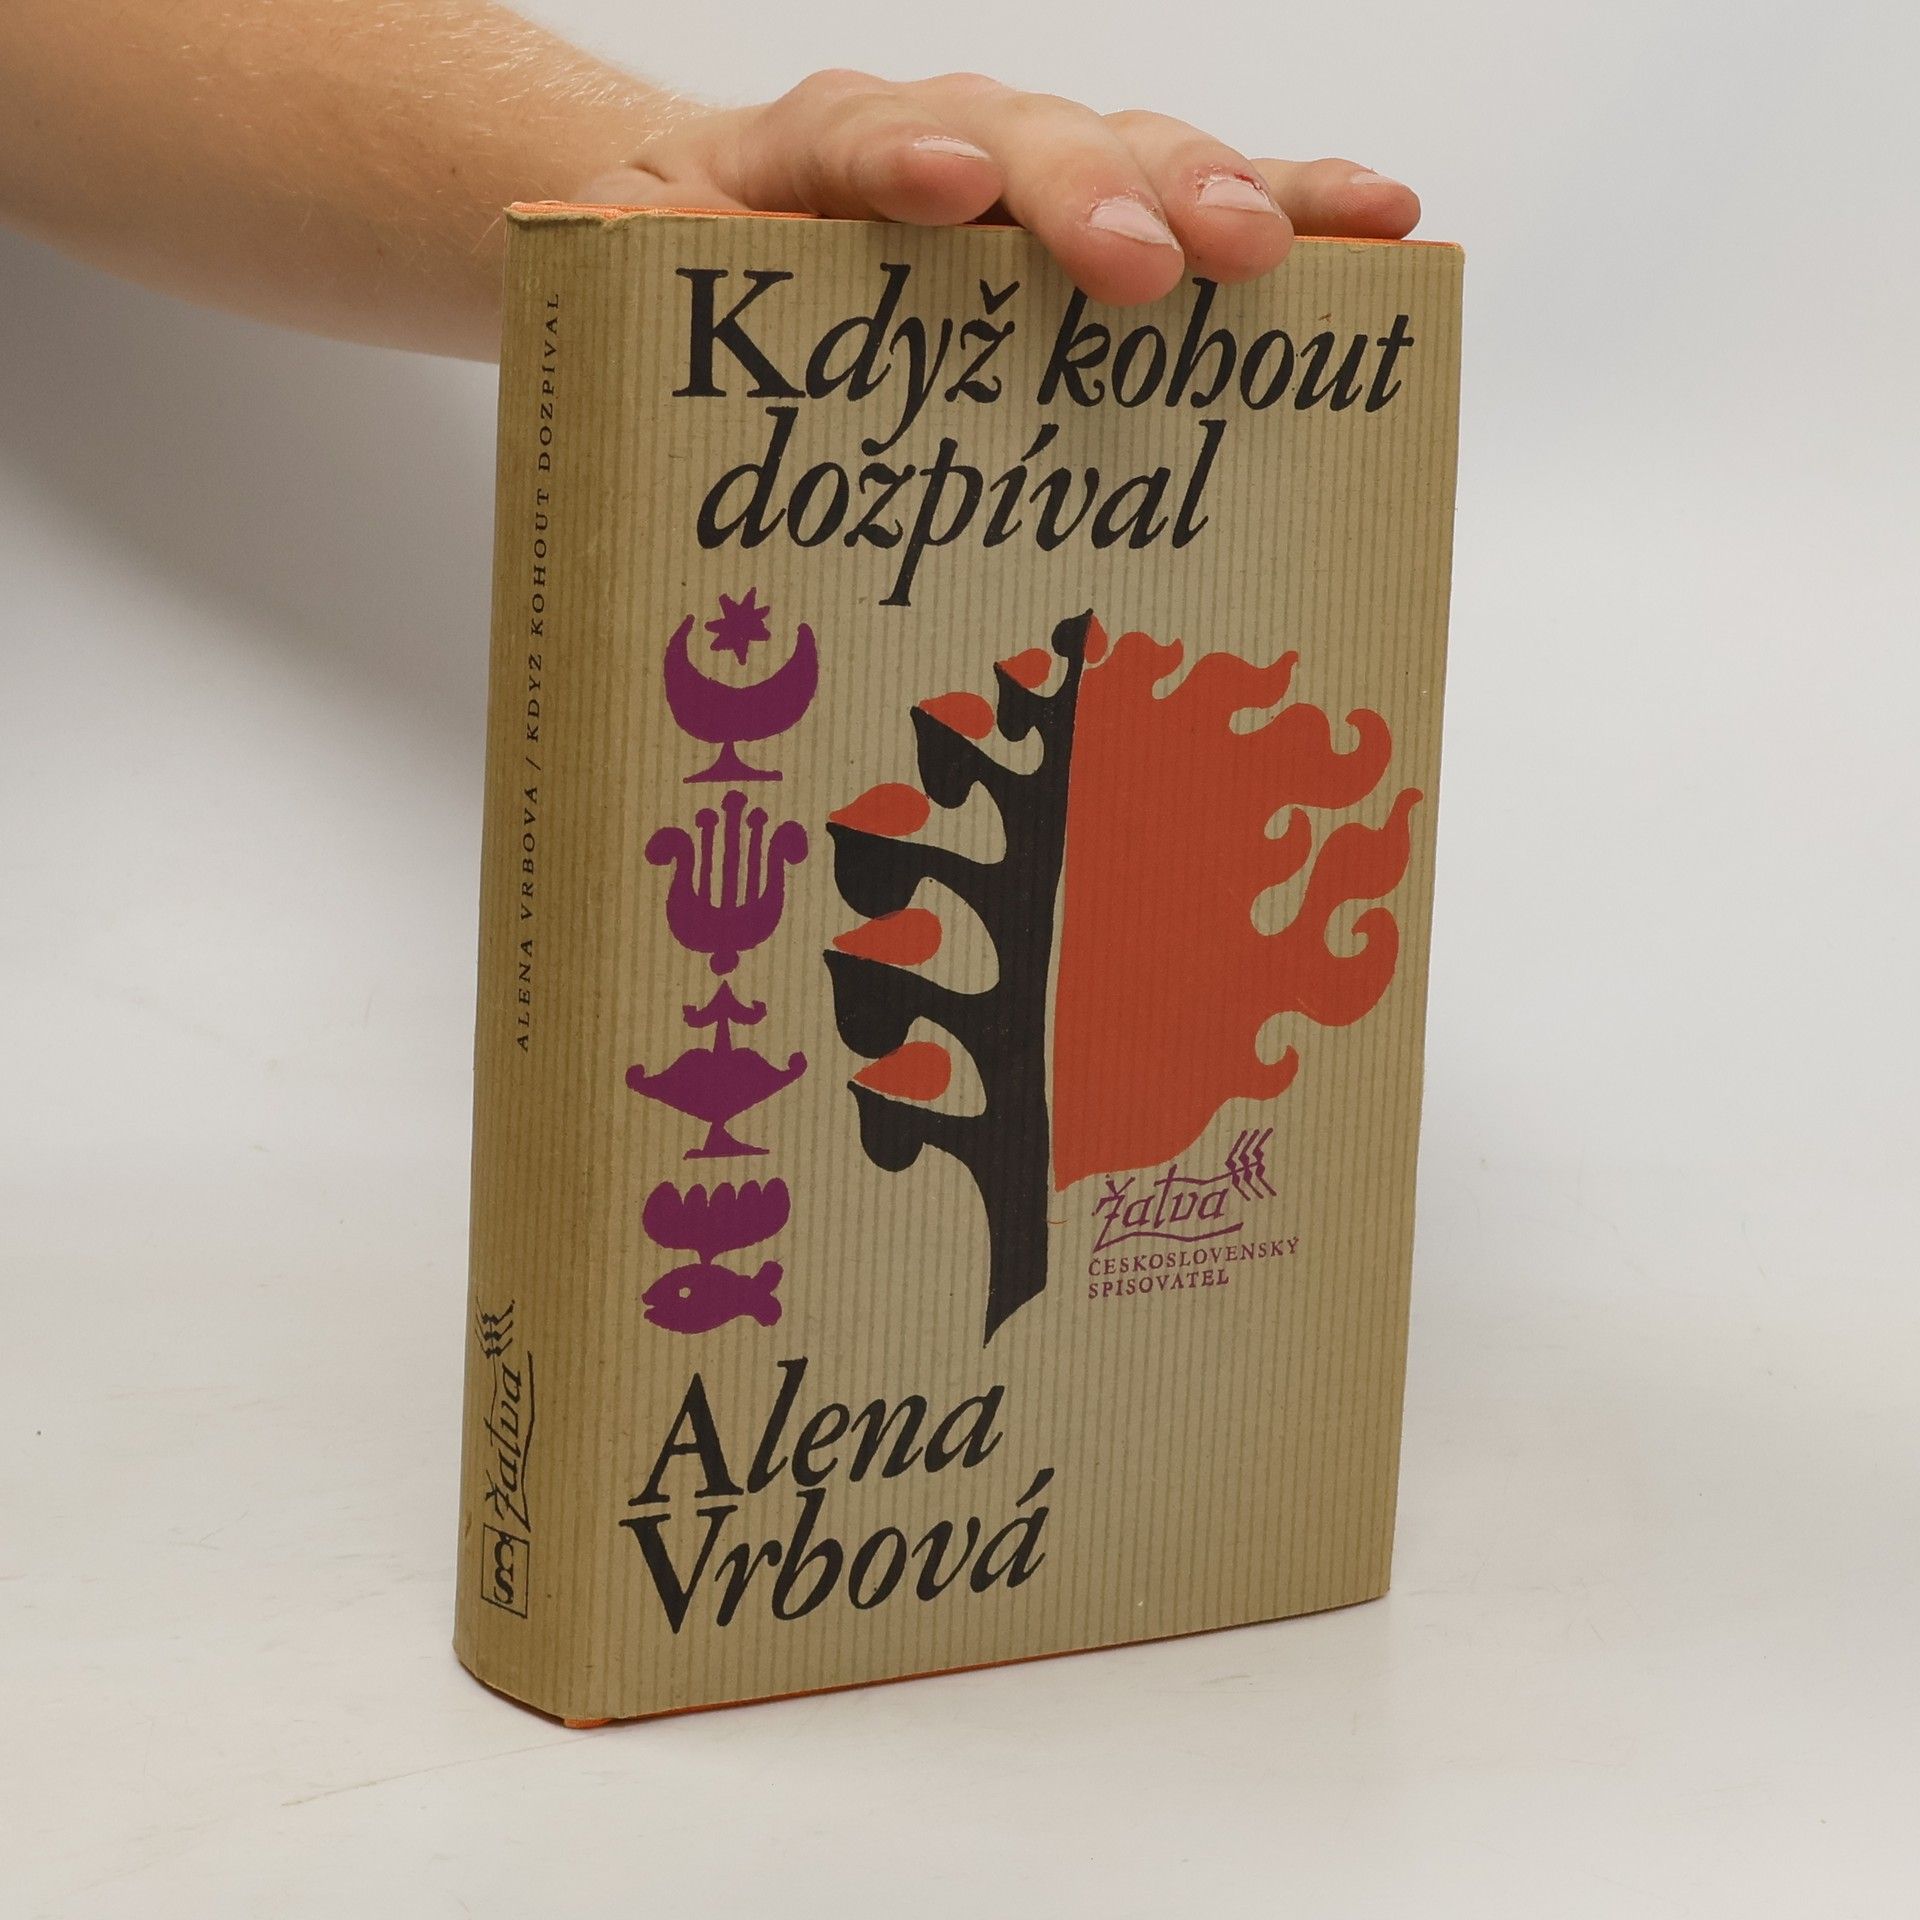 Když kohout
dozpíval
Žatva
ČESKOSLOVENSKÝ
SPISOVATEL
Alena
Vrbová
ALENA VRBOVÁ / KDYŽ KOHOUT DOZPÍVAL
Žatva
ČS